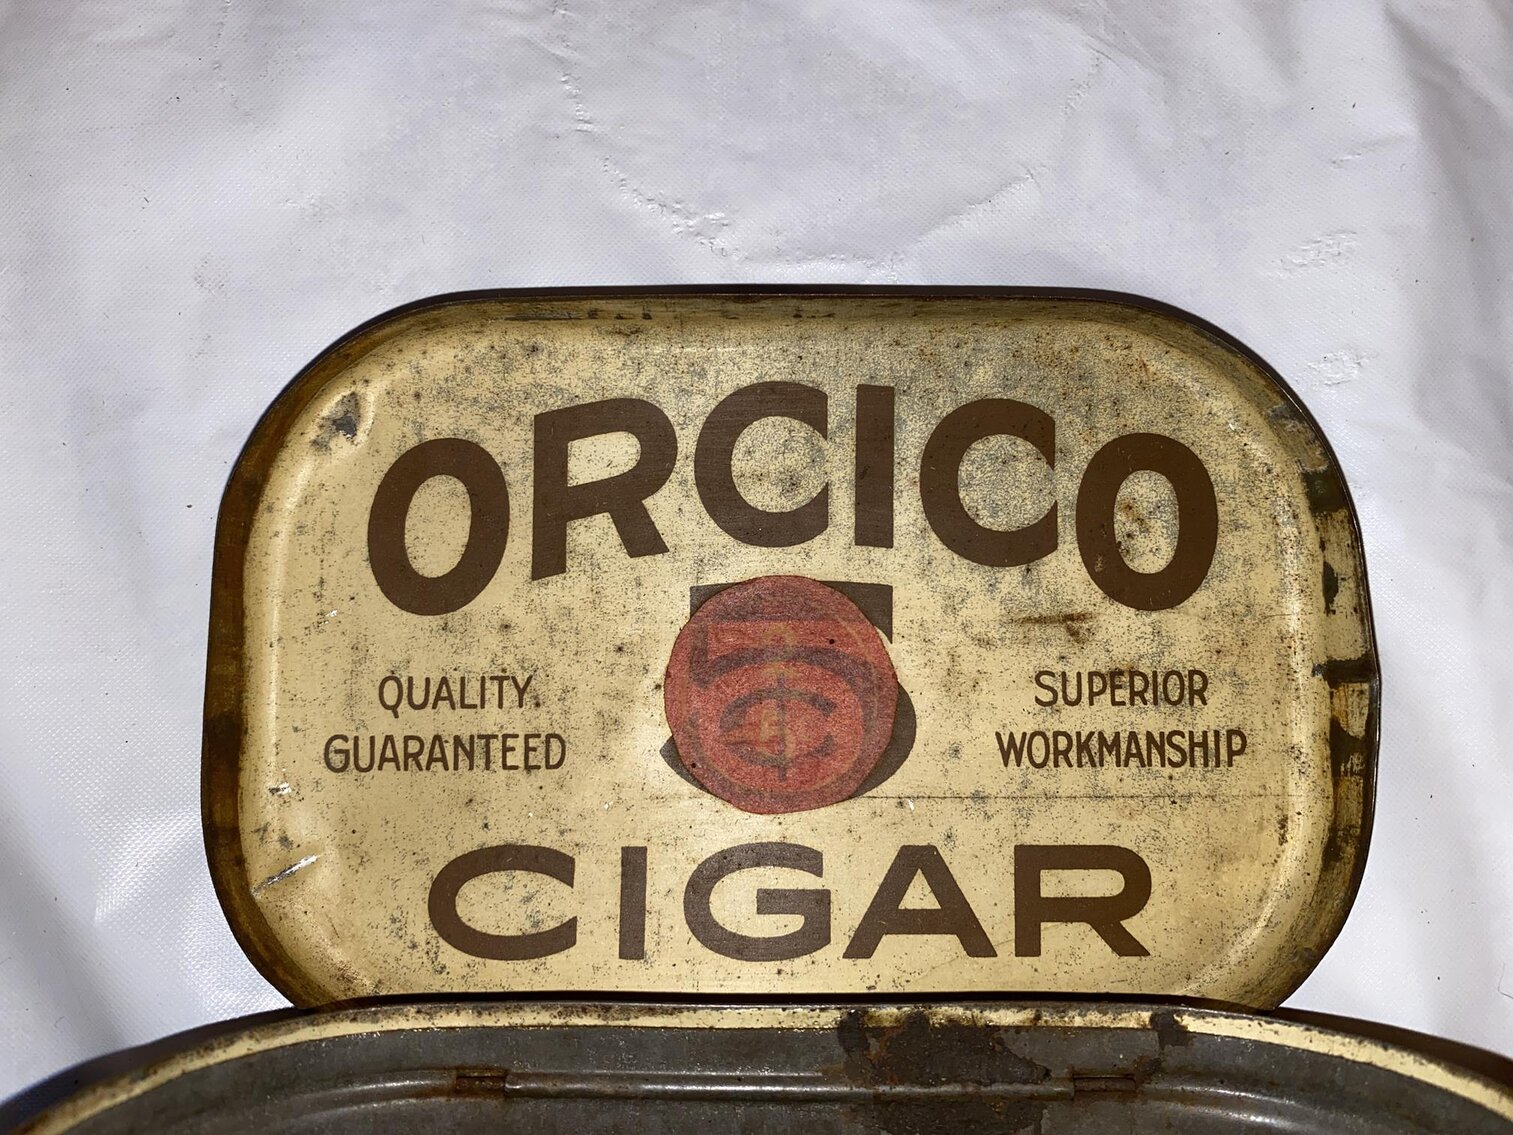 ORCICO
5¢
QUALITY
GUARANTEED
SUPERIOR
WORKMANSHIP
CIGAR